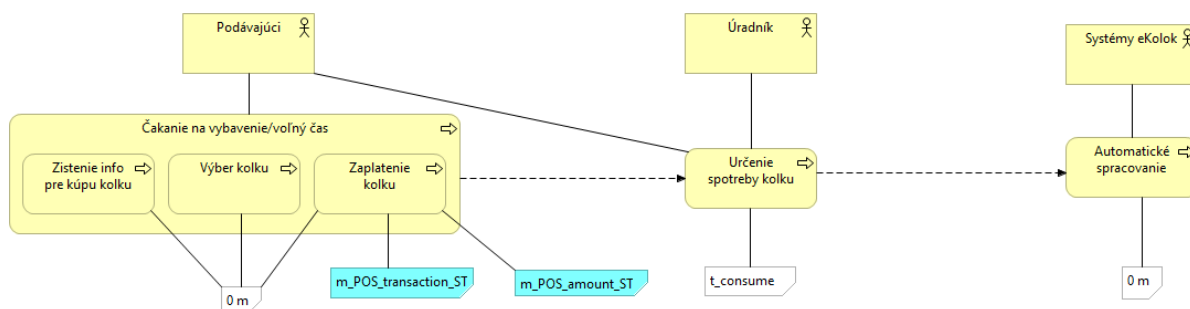 Podávajúci
Úradník
Systémy eKolok
Čakanie na vybavenie/voľný čas
Zistenie info
pre kúpu kolku
Výber kolku
Zaplatenie
kolku
Určenie
spotreby kolku
Automatické
spracovanie
0 m
m_POS_transaction_ST
m_POS_amount_ST
t_consume
0 m